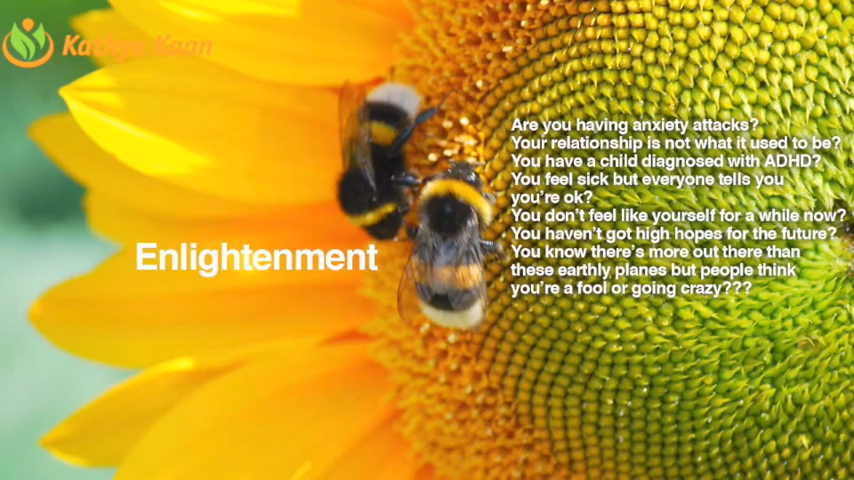 Kaan
Enlightenment
Are you having anxiety attacks?
Your relationship is not what it used to be?
You have a child diagnosed with ADHD?
You feel sick but everyone tells you
you're ok?
You don't feel like yourself for a while now?
You haven't got high hopes for the future?
You know there's more out there than
these earthly planes but people think
you're a fool or going crazy???